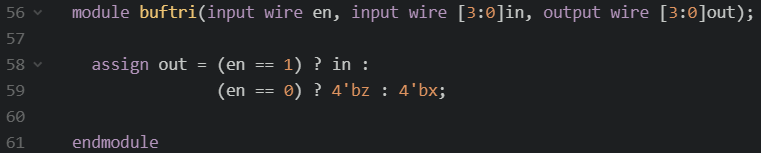 56 module buftri(input wire en, input wire [3:0]in, output wire [3:0]out);
57
58 assign out = (en == 1) ? in :
59 (en == 0) ? 4'bz : 4'bx;
60
61 endmodule